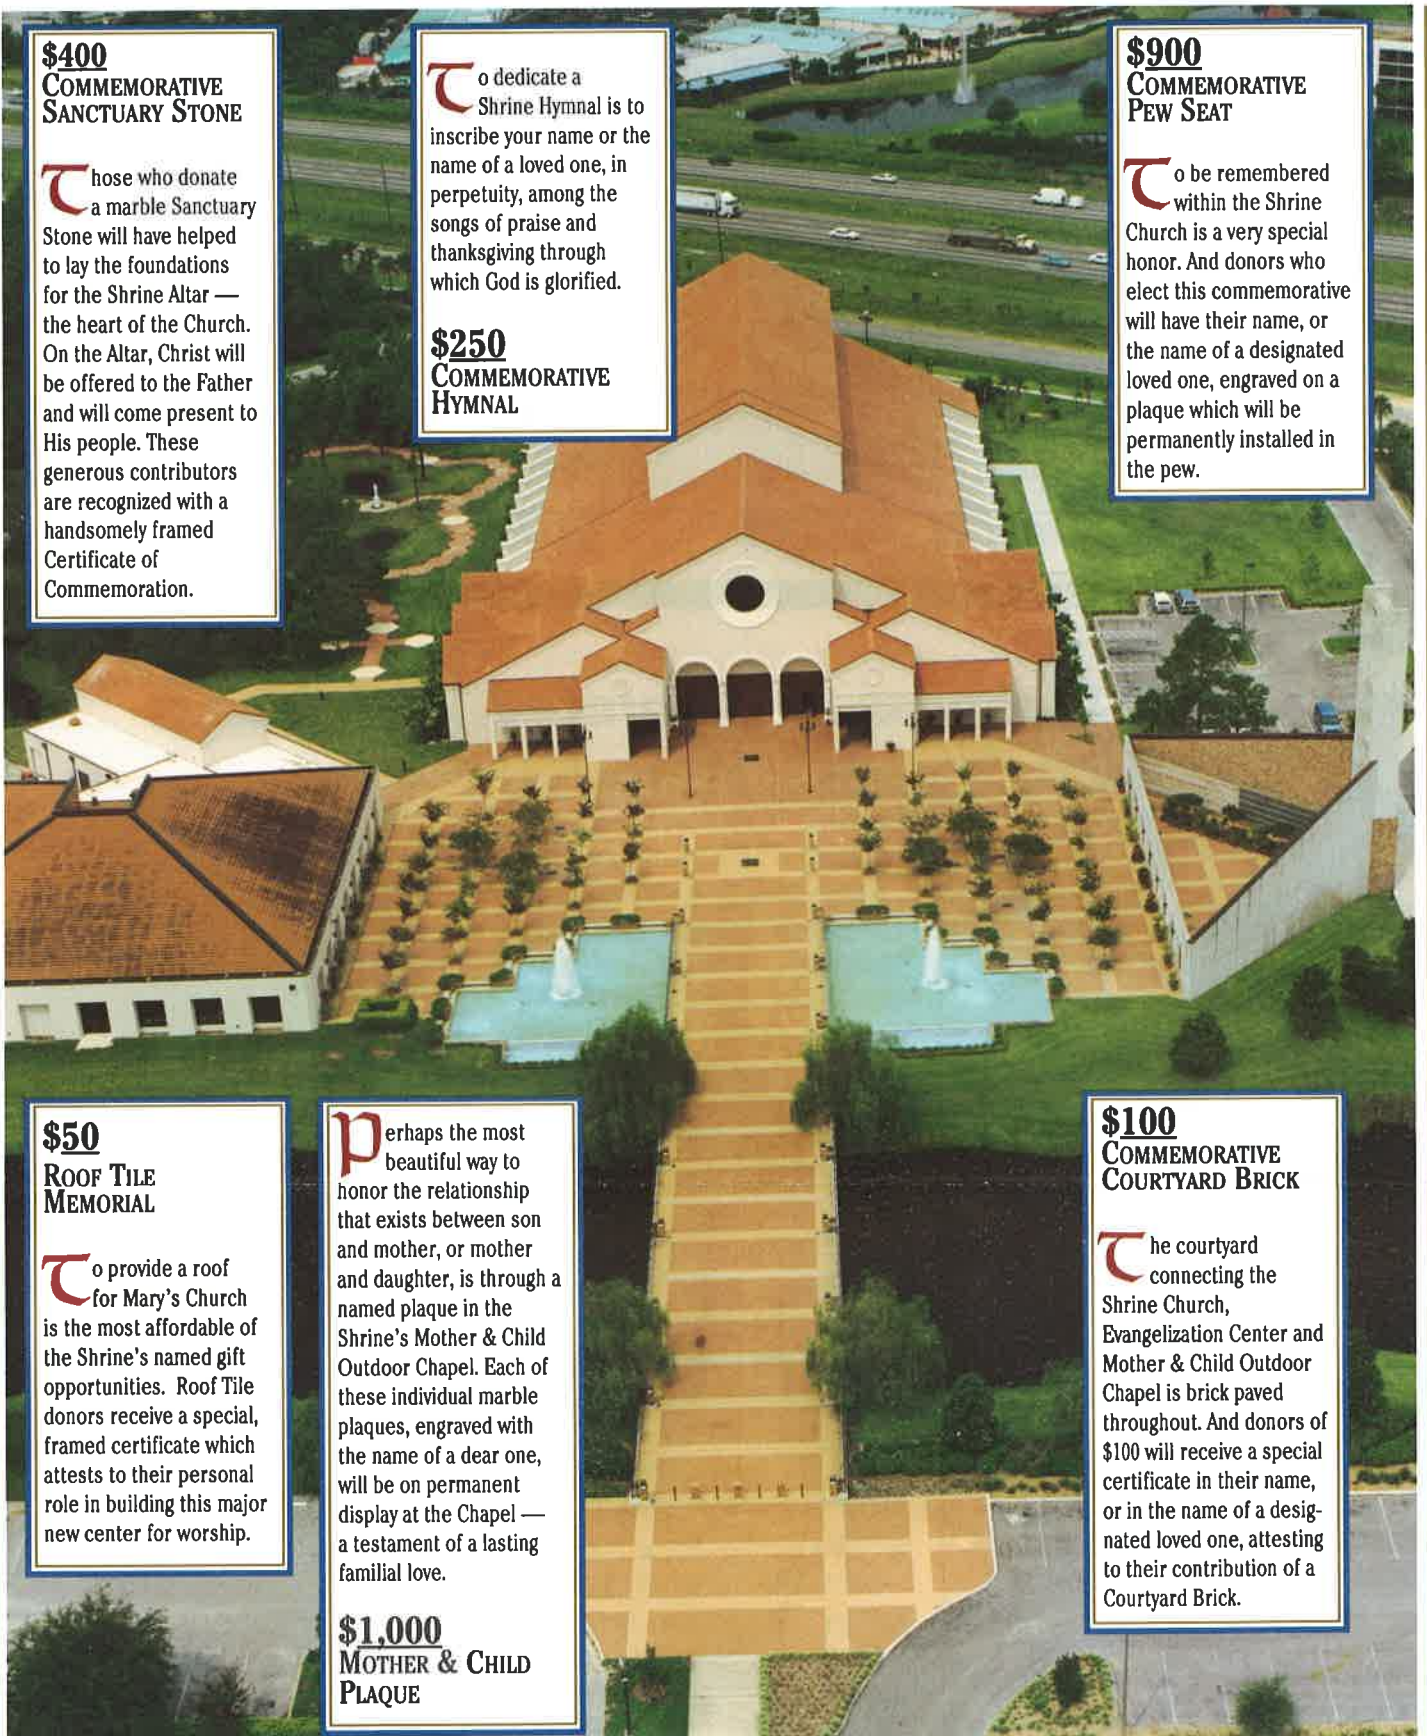 $400
COMMEMORATIVE
SANCTUARY STONE
Those who donate
a marble Sanctuary
Stone will have helped
to lay the foundations
for the Shrine Altar —
the heart of the Church.
On the Altar, Christ will
be offered to the Father
and will come present to
His people. These
generous contributors
are recognized with a
handsomely framed
Certificate of
Commemoration.
To dedicate a
Shrine Hymnal is to
inscribe your name or the
name of a loved one, in
perpetuity, among the
songs of praise and
thanksgiving through
which God is glorified.
$250
COMMEMORATIVE
HYMNAL
$900
COMMEMORATIVE
PEW SEAT
To be remembered
within the Shrine
Church is a very special
honor. And donors who
elect this commemorative
will have their name, or
the name of a designated
loved one, engraved on a
plaque which will be
permanently installed in
the pew.
$50
ROOF TILE
MEMORIAL
To provide a roof
for Mary's Church
is the most affordable of
the Shrine's named gift
opportunities. Roof Tile
donors receive a special,
framed certificate which
attests to their personal
role in building this major
new center for worship.
Perhaps the most
beautiful way to
honor the relationship
that exists between son
and mother, or mother
and daughter, is through a
named plaque in the
Shrine's Mother & Child
Outdoor Chapel. Each of
these individual marble
plaques, engraved with
the name of a dear one,
will be on permanent
display at the Chapel —
a testament of a lasting
familial love.
$1,000
MOTHER & CHILD
PLAQUE
$100
COMMEMORATIVE
COURTYARD BRICK
The courtyard
connecting the
Shrine Church,
Evangelization Center and
Mother & Child Outdoor
Chapel is brick paved
throughout. And donors of
$100 will receive a special
certificate in their name,
or in the name of a desig-
nated loved one, attesting
to their contribution of a
Courtyard Brick.